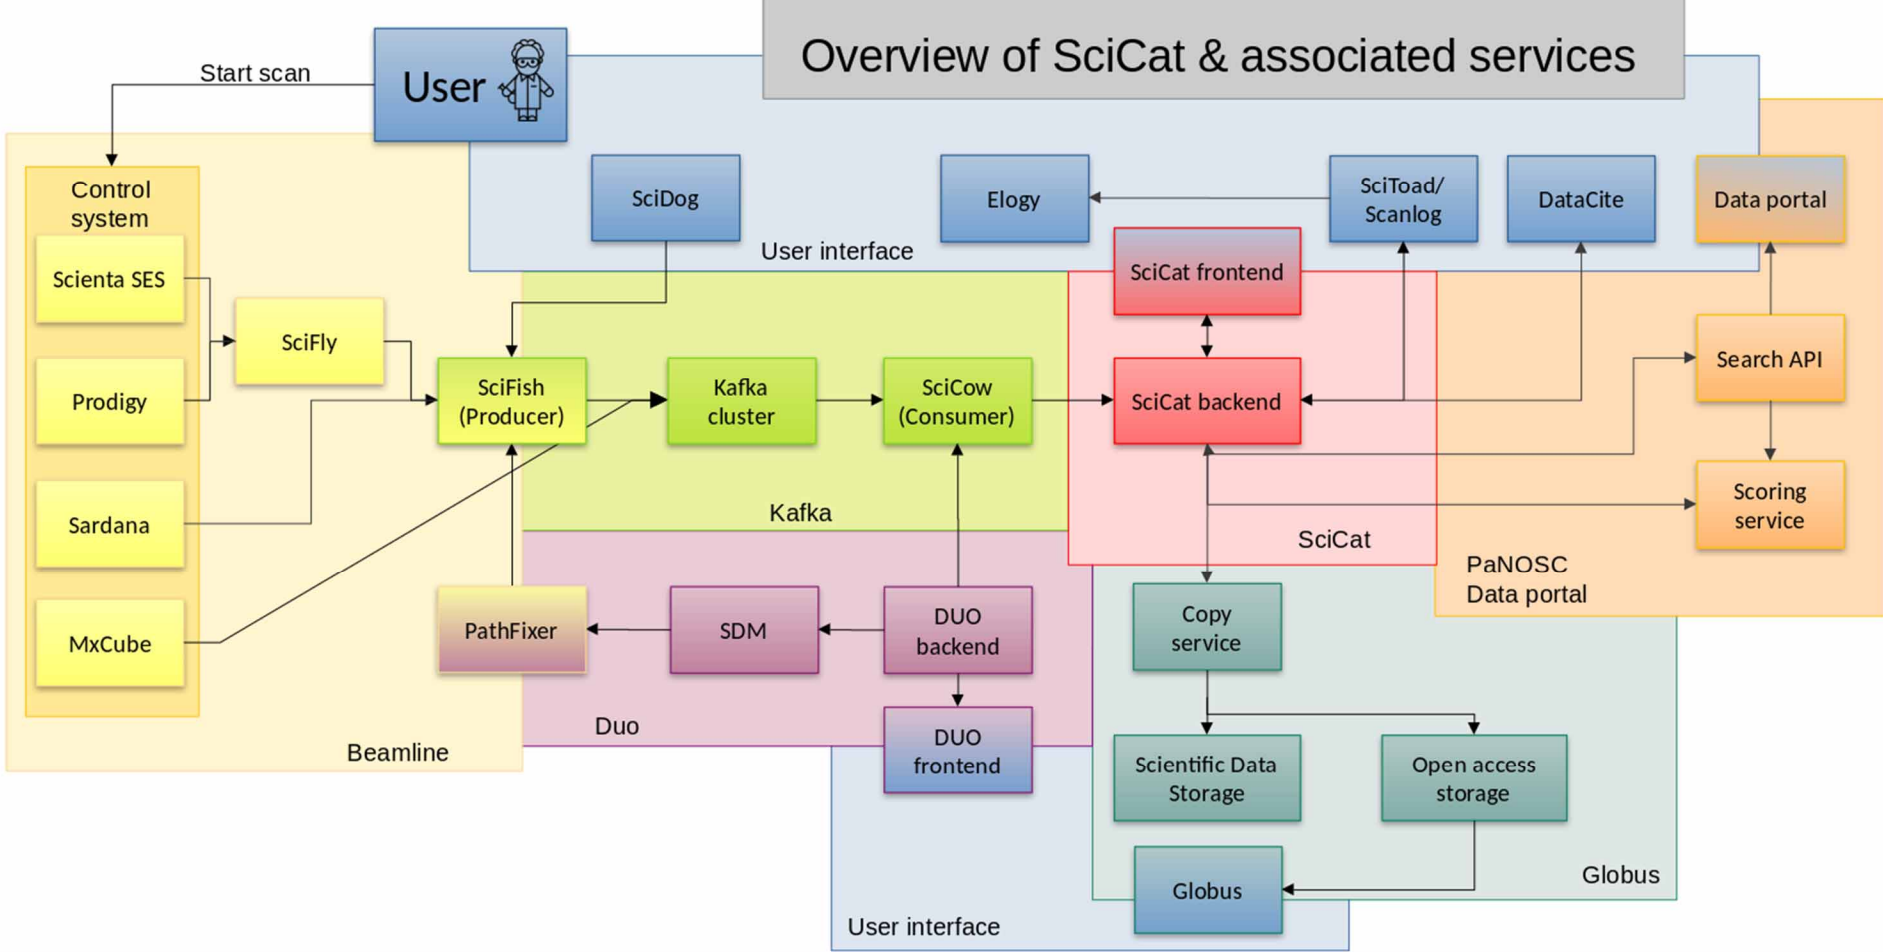 Overview of SciCat & associated services
User
Start scan
Control
system
Scienta SES
Prodigy
Sardana
MxCube
SciFly
SciDog
Elogy
SciToad/
Scanlog
DataCite
Data portal
User interface
SciCat frontend
SciFish
(Producer)
Kafka
cluster
SciCow
(Consumer)
SciCat backend
Search API
Scoring
service
Kafka
SciCat
PaNOSC
Data portal
PathFixer
SDM
DUO
backend
Copy
service
Duo
Beamline
DUO
frontend
Scientific Data
Storage
Open access
storage
Globus
Globus
User interface